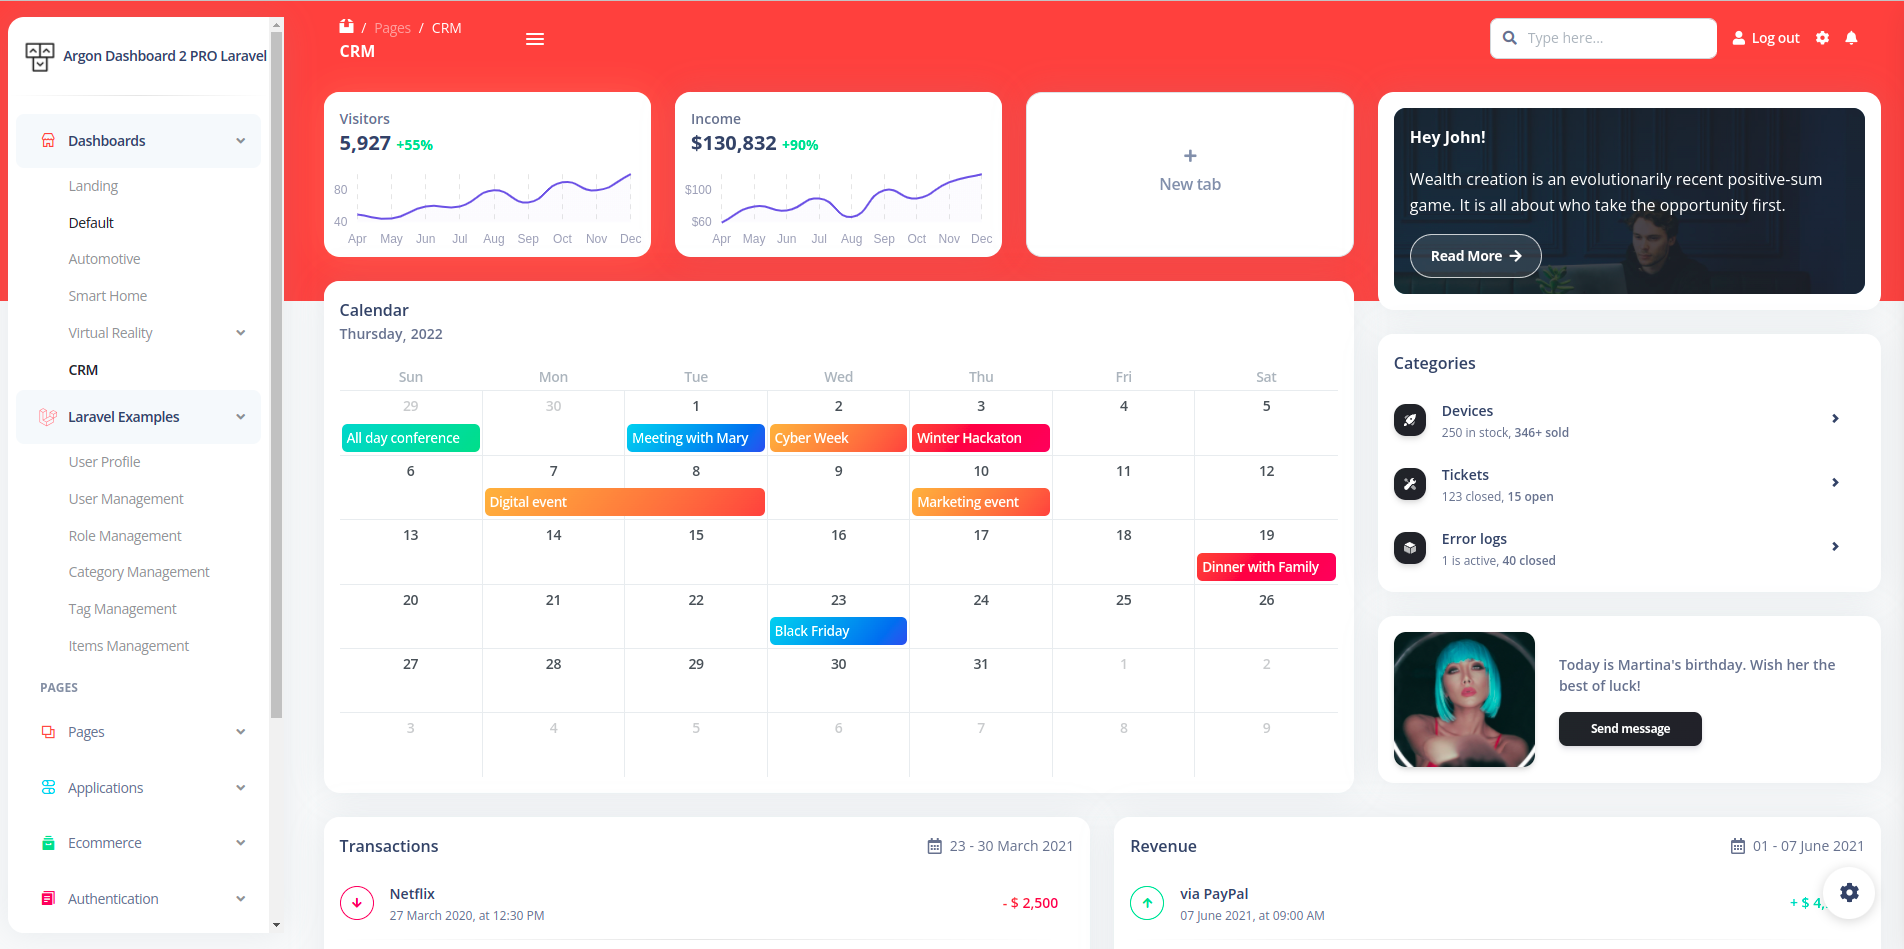 Argon Dashboard 2 PRO Laravel
Dashboards
Landing
Default
Automotive
Smart Home
Virtual Reality
CRM
Laravel Examples
User Profile
User Management
Role Management
Category Management
Tag Management
Items Management
PAGES
Pages
Applications
Ecommerce
Authentication
/ Pages / CRM
CRM
Type here...
Log out
Visitors
5,927 +55%
80
40
Apr May Jun Jul Aug Sep Oct Nov Dec
Income
$130,832 +90%
$100
$60
Apr May Jun Jul Aug Sep Oct Nov Dec
+
New tab
Hey John!
Wealth creation is an evolutionarily recent positive-sum
game. It is all about who take the opportunity first.
Read More
Calendar
Thursday, 2022
Sun Mon Tue Wed Thu Fri Sat
29 30 1 2 3 4 5
All day conference Meeting with Mary Cyber Week Winter Hackaton
6 7 8 9 10 11 12
Digital event Marketing event
13 14 15 16 17 18 19
Dinner with Family
20 21 22 23 24 25 26
Black Friday
27 28 29 30 31 1 2
3 4 5 6 7 8 9
Categories
Devices
250 in stock, 346+ sold
Tickets
123 closed, 15 open
Error logs
1 is active, 40 closed
Today is Martina's birthday. Wish her the
best of luck!
Send message
Transactions
23 - 30 March 2021
Netflix
27 March 2020, at 12:30 PM
- $ 2,500
Revenue
01 - 07 June 2021
via PayPal
07 June 2021, at 09:00 AM
+ $ 4,